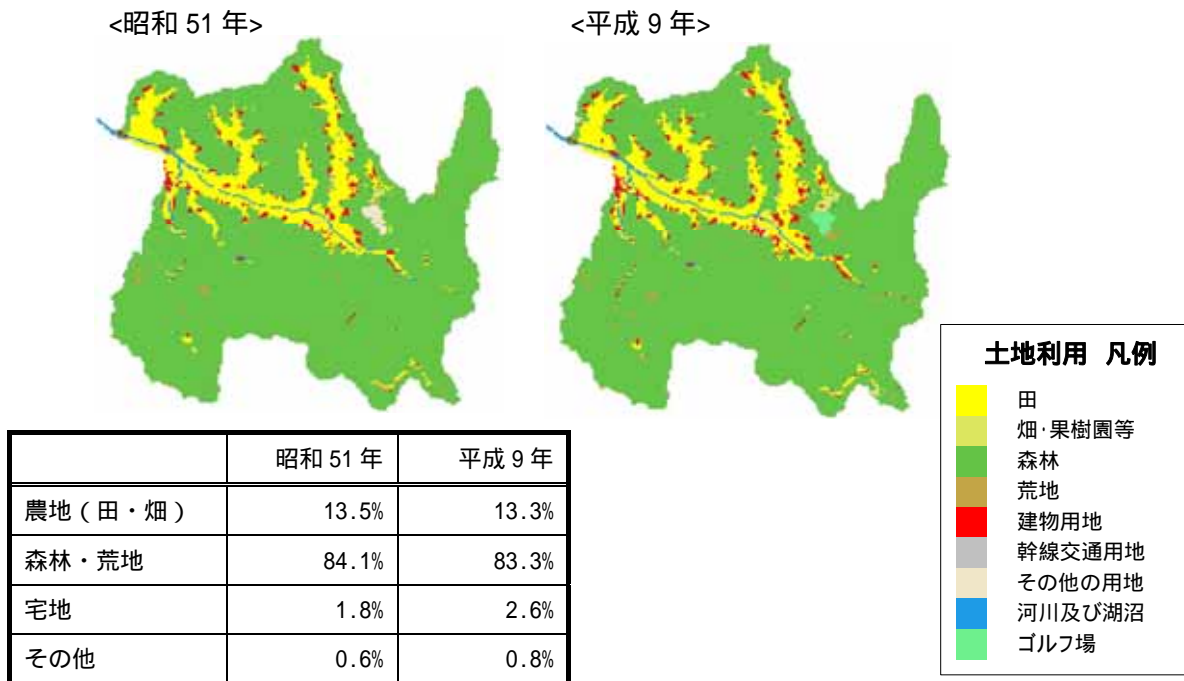 <昭和 51 年>
<平成 9 年>
土地利用 凡例
田
畑・果樹園等
森林
荒地
建物用地
幹線交通用地
その他の用地
河川及び湖沼
ゴルフ場
昭和 51 年 平成 9 年
農地（田・畑） 13.5% 13.3%
森林・荒地 84.1% 83.3%
宅地 1.8% 2.6%
その他 0.6% 0.8%